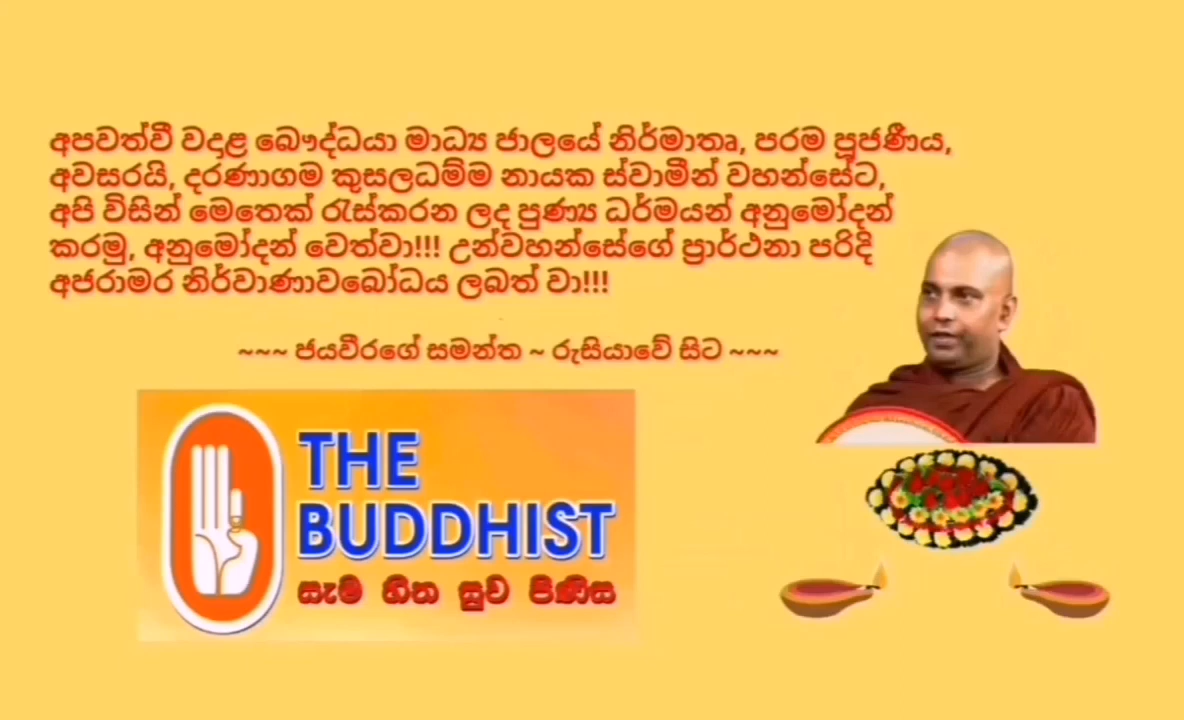 අපවත්වී වදාළ බෞද්ධයා මාධ්‍ය ජාලයේ නිර්මාතෘ, පරම පූජණීය,
අවසරයි, දරණාගම කුසලධම්ම නායක ස්වාමීන් වහන්සේට,
අපි විසින් මෙතෙක් රැස්කරන ලද පුණ්‍ය ධර්මයන් අනුමෝදන්
කරමු, අනුමෝදන් වෙත්වා!!! උන්වහන්සේගේ ප්‍රාර්ථනා පරිදි
අජරාමර නිර්වාණාවබෝධය ලබත් වා!!!
~~~ ජයවීරගේ සමන්ත ~ රුසියාවේ සිට ~~~
THE
BUDDHIST
සැම හිත සුව පිණිස